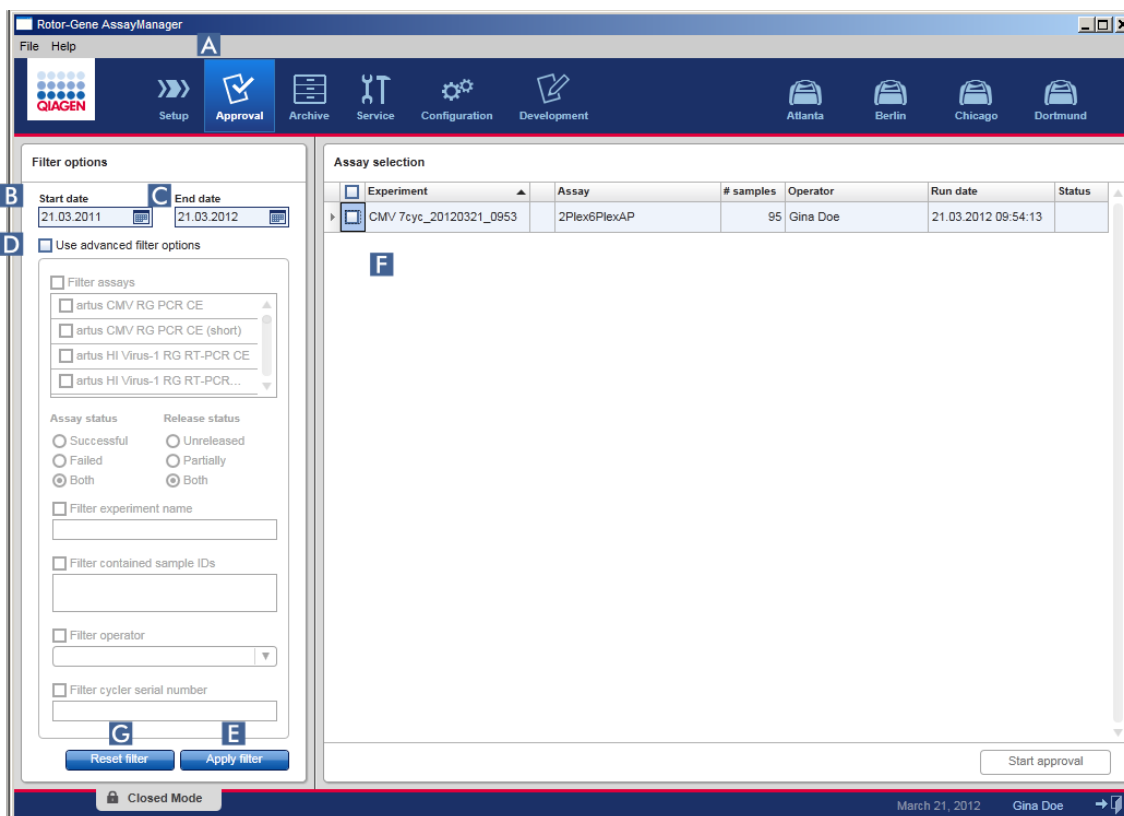 Rotor-Gene AssayManager
File Help
A
QIAGEN
Setup Approval Archive Service Configuration Development Atlanta Berlin Chicago Dortmund
Filter options
B Start date C End date
21.03.2011 21.03.2012
D Use advanced filter options
Filter assays
artus CMV RG PCR CE
artus CMV RG PCR CE (short)
artus HI Virus-1 RG RT-PCR CE
artus HI Virus-1 RG RT-PCR...
Assay status Release status
Successful Unreleased
Failed Partially
Both Both
Filter experiment name
Filter contained sample IDs
Filter operator
Filter cycler serial number
G E
Reset filter Apply filter
Assay selection
Experiment Assay # samples Operator Run date Status
CMV 7cyc_20120321_0953 2Plex6PlexAP 95 Gina Doe 21.03.2012 09:54:13
F
Start approval
Closed Mode
March 21, 2012 Gina Doe